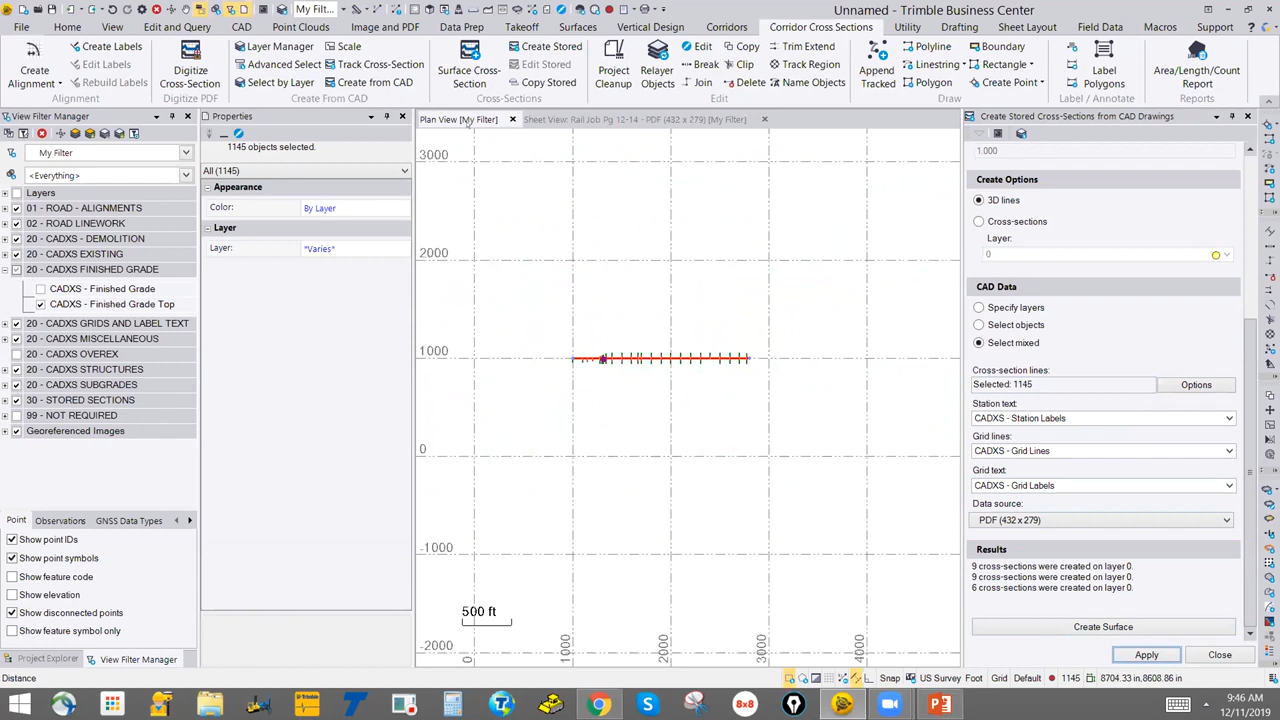 My Filter
Unnamed - Trimble Business Center
File
Home
Edit and Query
CAD
Point Clouds
Image and PDF
Data Prep
Takeoff
Surfaces
Vertical Design
Corridor
Corridor Cross Sections
Utility
Drafting
Sheet Layout
Field Data
Macros
Support
Create Alignment
Create Labels
Edit Labels
Rebuild Labels
Alignment
Digitize Cross-Section
Digitize PDF
Layer Manager
Advanced Select
Select by Layer
Scale
Track Cross-Section
Create from CAD
Create From CAD
Surface Cross-Section
Create Stored
Edit Stored
Copy Stored
Cross-Sections
Project Cleanup
Relayer Objects
Edit
Break
Join
Copy
Clip
Delete
Trim Extend
Track Region
Name Objects
Edit
Append Tracked
Polyline
Linestring
Polygon
Boundary
Rectangle
Create Point
Draw
Label Polygons
Label / Annotate
Area/Length/Count Report
Reports
View Filter Manager
My Filter
<Everything>
Layers
01 - ROAD - ALIGNMENTS
02 - ROAD LINEWORK
20 - CADXS - DEMOLITION
20 - CADXS EXISTING
20 - CADXS FINISHED GRADE
CADXS - Finished Grade
CADXS - Finished Grade Top
20 - CADXS GRIDS AND LABEL TEXT
20 - CADXS MISCELLANEOUS
20 - CADXS OVEREX
20 - CADXS STRUCTURES
20 - CADXS SUBGRADES
30 - STORED SECTIONS
99 - NOT REQUIRED
Georeferenced Images
Point
Observations
GNSS Data Types
Show point IDs
Show point symbols
Show feature code
Show elevation
Show disconnected points
Show feature symbol only
Project Explorer
View Filter Manager
Properties
1145 objects selected.
All (1145)
Appearance
Color:
By Layer
Layer
Layer:
*Varies*
Plan View [My Filter]
Sheet View: Rail Job Pg 12-14 - PDF (432 x 279) [My Filter]
3000
2000
1000
0
-1000
-2000
500 ft
0
1000
2000
3000
4000
Create Stored Cross-Sections from CAD Drawings
1.000
Create Options
3D lines
Cross-sections
Layer:
0
CAD Data
Specify layers
Select objects
Select mixed
Cross-section lines:
Selected: 1145
Options
Station text:
CADXS - Station Labels
Grid lines:
CADXS - Grid Lines
Grid text:
CADXS - Grid Labels
Data source:
PDF (432 x 279)
Results
9 cross-sections were created on layer 0.
9 cross-sections were created on layer 0.
6 cross-sections were created on layer 0.
Create Surface
Apply
Close
Distance
Snap
US Survey Foot
Grid
Default
1145
8704.33 in,8608.86 in
8x8
9:46 AM
12/11/2019